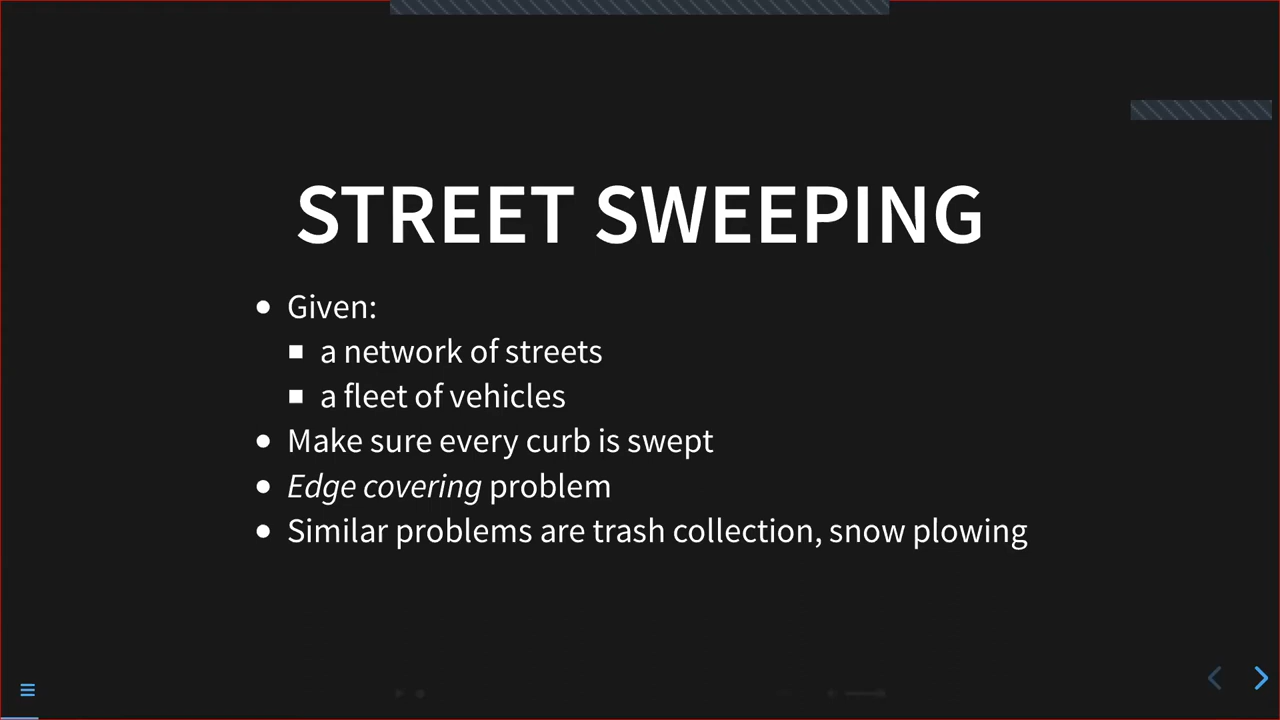 STREET SWEEPING
Given:
a network of streets
a fleet of vehicles
Make sure every curb is swept
Edge covering problem
Similar problems are trash collection, snow plowing